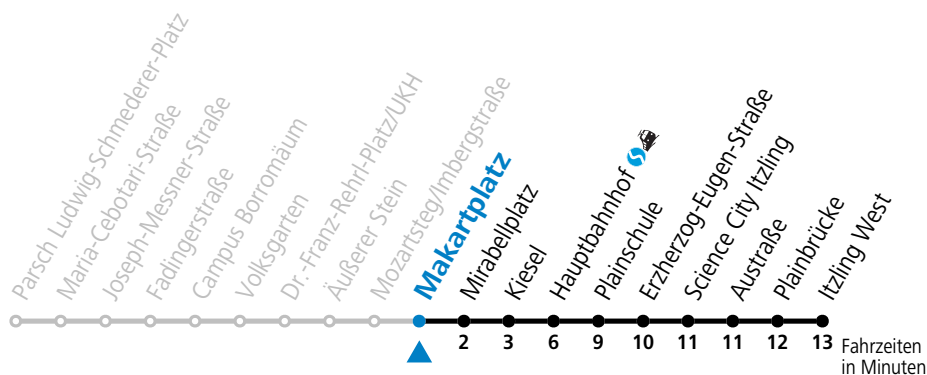 Parsch Ludwig-Schmederer-Platz
Maria-Cebotari-Straße
Joseph-Messner-Straße
Fadingerstraße
Campus Borromäum
Volksgarten
Dr.-Franz-Rehrl-Platz/UKH
Äußerer Stein
Mozartsteg/Imbergstraße
Makartplatz
Mirabellplatz
Kiesel
Hauptbahnhof
Plainschule
Erzherzog-Eugen-Straße
Science City Itzling
Austraße
Plainbrücke
Itzling West
2 3 6 9 10 11 11 12 13
Fahrzeiten
in Minuten